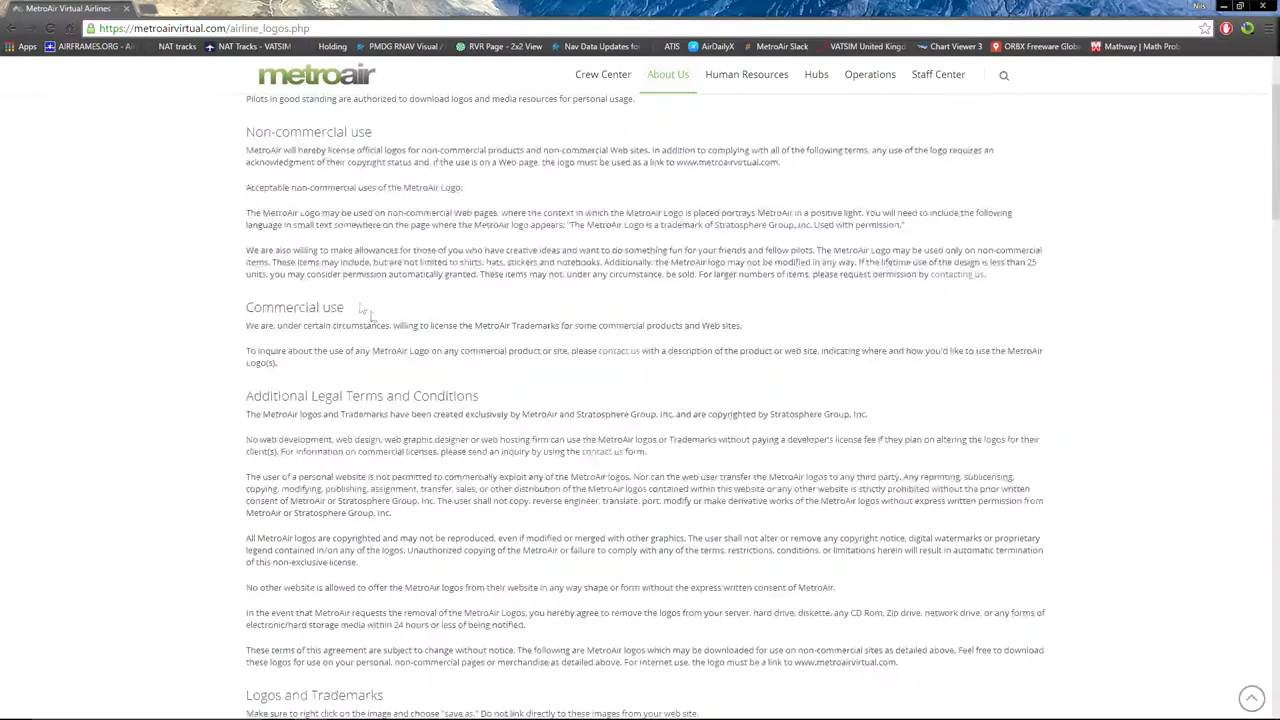 MetroAir Virtual Airlines
Nils
https://metroairvirtual.com/airline_logos.php
Apps AIRFRAMES.ORG - Ai NAT tracks NAT Tracks - VATSIM Holding PMDG RNAV Visual / RVR Page - 2x2 View Nav Data Updates for ATIS AirDailyX MetroAir Slack VATSIM United Kingd Chart Viewer 3 ORBX Freeware Glob Mathway | Math Prob
metroair Crew Center About Us Human Resources Hubs Operations Staff Center
Pilots in good standing are authorized to download logos and media resources for personal usage.
Non-commercial use
MetroAir will hereby license official logos for non-commercial products and non-commercial Web sites. In addition to complying with all of the following terms, any use of the logo requires an
acknowledgment of their copyright status and, if the use is on a Web page, the logo must be used as a link to www.metroairvirtual.com.
Acceptable non-commercial uses of the MetroAir Logo:
The MetroAir Logo may be used on non-commercial Web pages, where the context in which the MetroAir Logo is placed portrays MetroAir in a positive light. You will need to include the following
language in small text somewhere on the page where the MetroAir logo appears: "The MetroAir Logo is a trademark of Stratosphere Group, Inc. Used with permission."
We are also willing to make allowances for those of you who have creative ideas and want to do something fun for your friends and fellow pilots. The MetroAir Logo may be used only on non-commercial
items. These items may include, but are not limited to shirts, hats, stickers and notebooks. Additionally, the MetroAir logo may not be modified in any way. If the lifetime use of the design is less than 25
units, you may consider permission automatically granted. These items may not, under any circumstance, be sold. For larger numbers of items, please request permission by contacting us.
Commercial use
We are, under certain circumstances, willing to license the MetroAir Trademarks for some commercial products and Web sites.
To inquire about the use of any MetroAir Logo on any commercial product or site, please contact us with a description of the product or web site, indicating where and how you'd like to use the MetroAir
Logo(s).
Additional Legal Terms and Conditions
The MetroAir logos and Trademarks have been created exclusively by MetroAir and Stratosphere Group, Inc, and are copyrighted by Stratosphere Group, Inc.
No web development, web design, web graphic designer or web hosting firm can use the MetroAir logos or Trademarks without paying a developer's license fee if they plan on altering the logos for their
client(s). For information on commercial licenses, please send an inquiry by using the contact us form.
The user of a personal website is not permitted to commercially exploit any of the MetroAir logos. Nor can the web user transfer the MetroAir logos to any third party. Any reprinting, sublicensing,
copying, modifying, publishing, assignment, transfer, sales, or other distribution of the MetroAir logos contained within this website or any other website is strictly prohibited without the prior written
consent of MetroAir or Stratosphere Group, Inc. The user shall not copy, reverse engineer, translate, port, modify or make derivative works of the MetroAir logos without express written permission from
MetroAir or Stratosphere Group, Inc.
All MetroAir logos are copyrighted and may not be reproduced, even if modified or merged with other graphics. The user shall not alter or remove any copyright notice, digital watermarks or proprietary
legend contained in/on any of the logos. Unauthorized copying of the MetroAir or failure to comply with any of the terms, restrictions, conditions, or limitations herein will result in automatic termination
of this non-exclusive license.
No other website is allowed to offer the MetroAir logos from their website in any way shape or form without the express written consent of MetroAir.
In the event that MetroAir requests the removal of the MetroAir Logos, you hereby agree to remove the logos from your server, hard drive, diskette, any CD Rom, Zip drive, network drive, or any forms of
electronic/hard storage media within 24 hours or less of being notified.
These terms of this agreement are subject to change without notice. The following are MetroAir logos which may be downloaded for use on non-commercial sites as detailed above. Feel free to download
these logos for use on your personal, non-commercial pages or merchandise as detailed above. For Internet use, the logo must be a link to www.metroairvirtual.com.
Logos and Trademarks
Make sure to right click on the image and choose "save as." Do not link directly to these images from your web site.